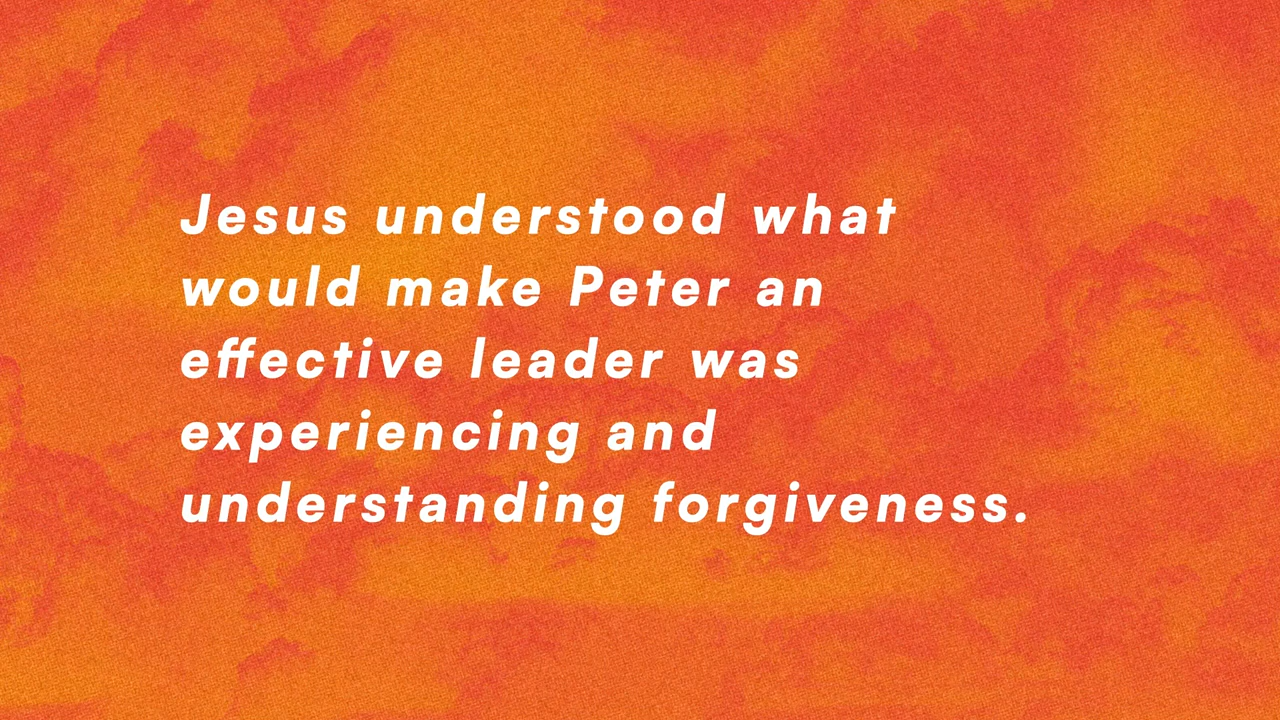 Jesus understood what
would make Peter an
effective leader was
experiencing and
understanding forgiveness.